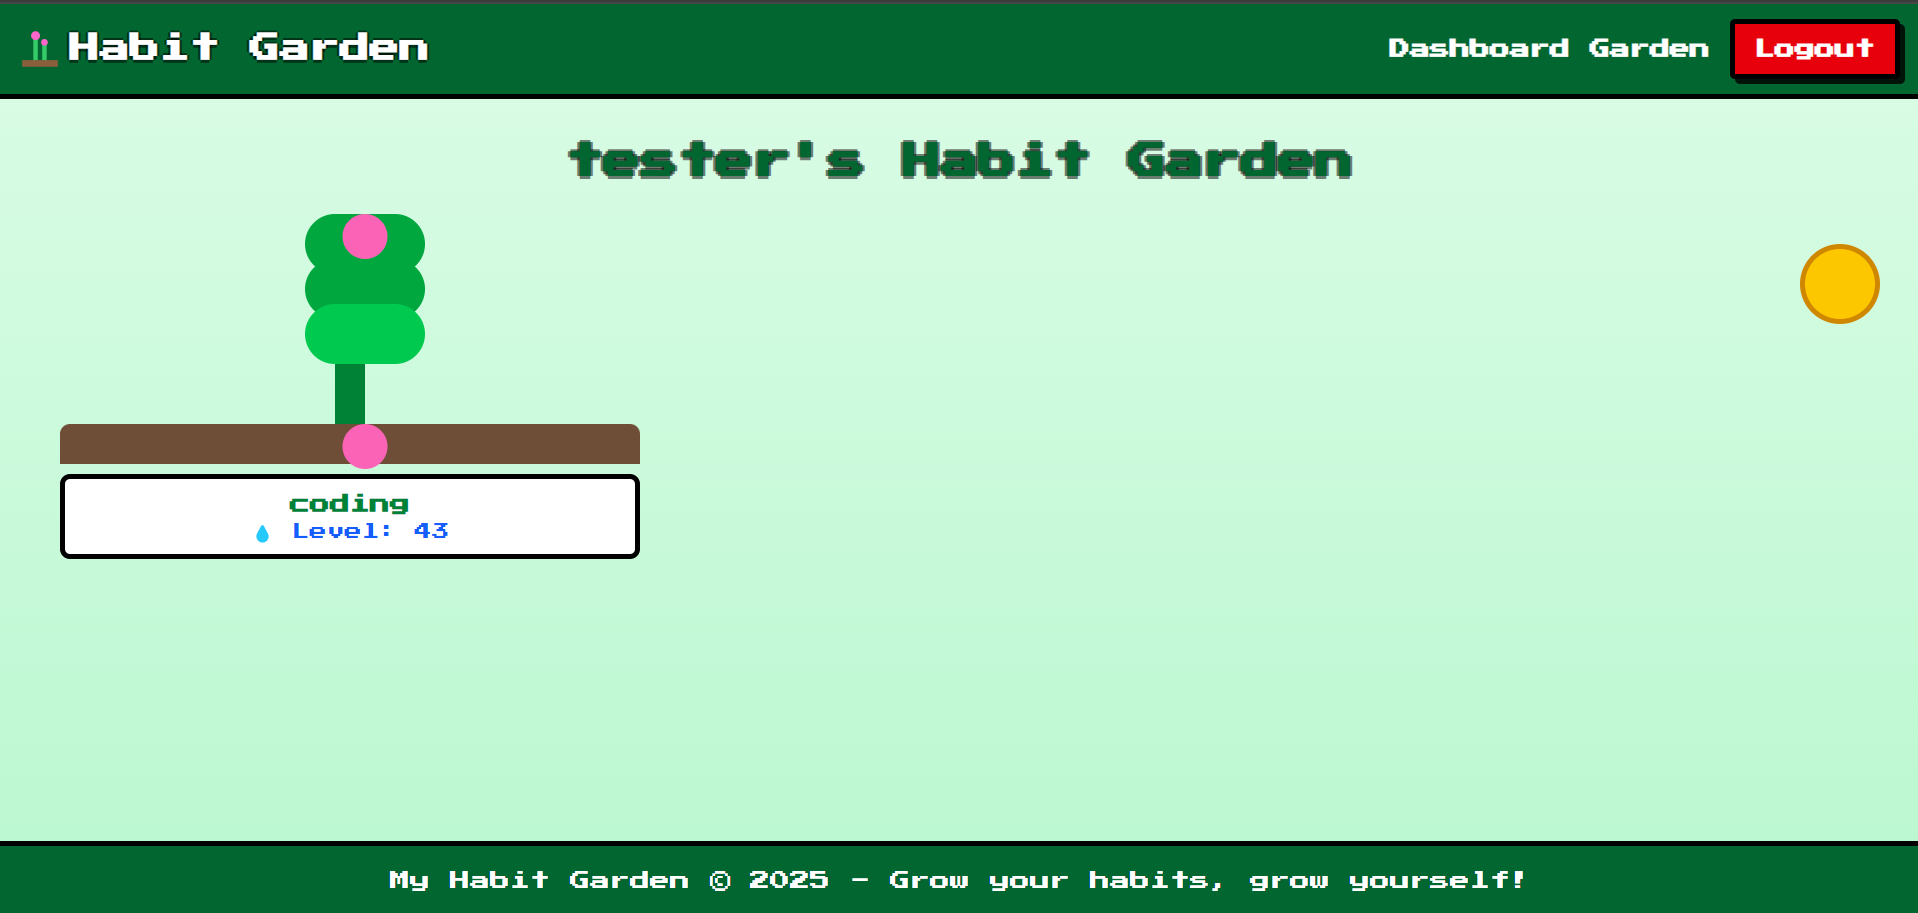 Habit Garden
Dashboard Garden Logout
tester's Habit Garden
coding
Level: 43
My Habit Garden © 2025 - Grow your habits, grow yourself!